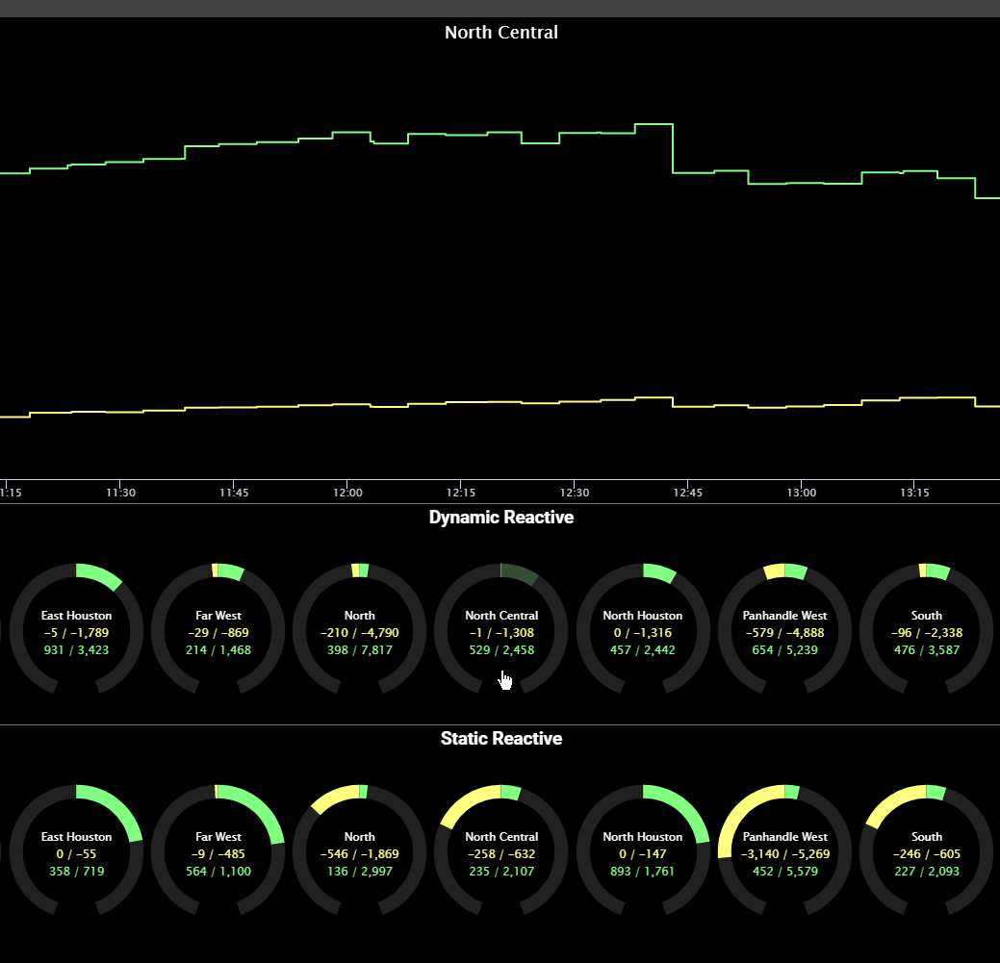 North Central
1:15 11:30 11:45 12:00 12:15 12:30 12:45 13:00 13:15
Dynamic Reactive
East Houston
−5 / −1,789
931 / 3,423
Far West
−29 / −869
214 / 1,468
North
−210 / −4,790
398 / 7,817
North Central
−1 / −1,308
529 / 2,458
North Houston
0 / −1,316
457 / 2,442
Panhandle West
−579 / −4,888
654 / 5,239
South
−96 / −2,338
476 / 3,587
Static Reactive
East Houston
0 / −55
358 / 719
Far West
−9 / −485
564 / 1,100
North
−546 / −1,869
136 / 2,997
North Central
−258 / −632
235 / 2,107
North Houston
0 / −147
893 / 1,761
Panhandle West
−3,140 / −5,269
452 / 5,579
South
−246 / −605
227 / 2,093